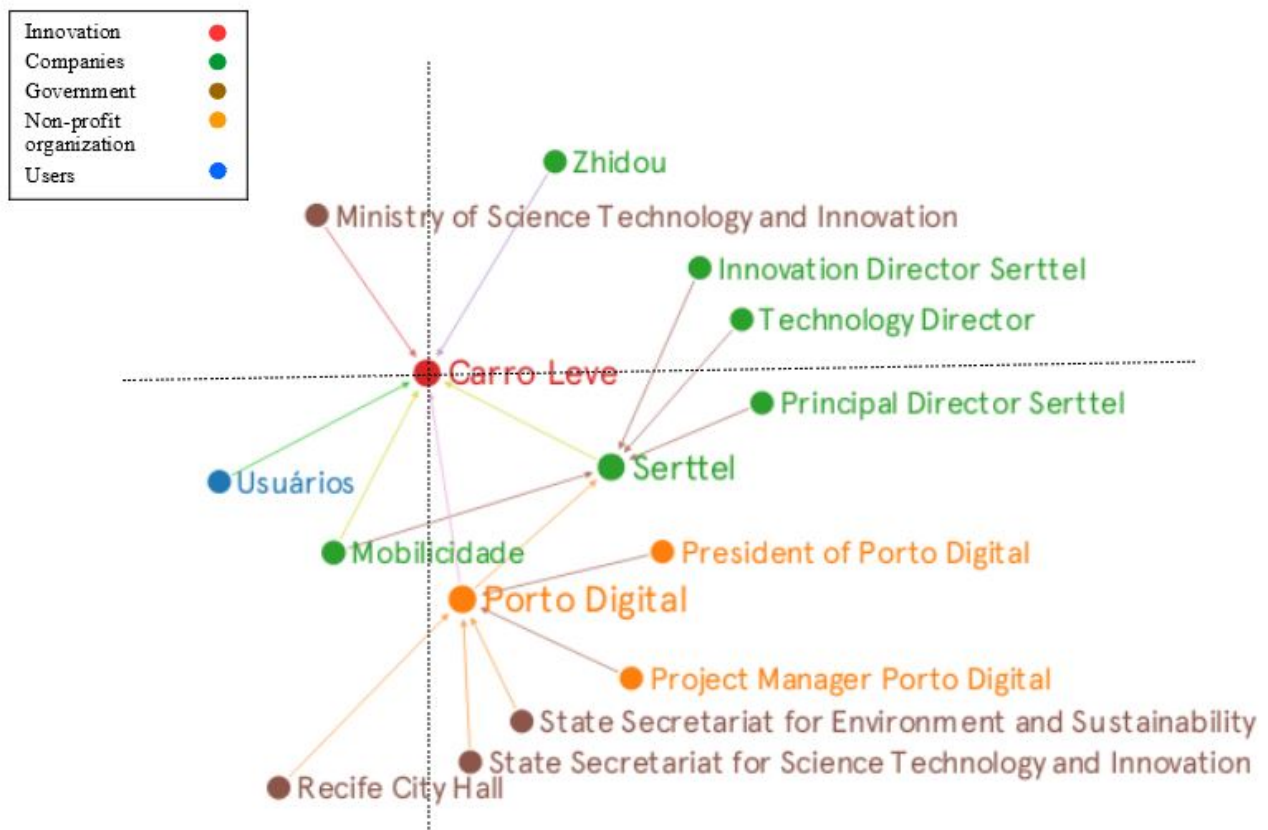 Innovation
Companies
Government
Non-profit
organization
Users
Zhidou
Ministry of Science Technology and Innovation
Innovation Director Serttel
Technology Director
Carro Leve
Principal Director Serttel
Serttel
Usuários
Mobilicidade
President of Porto Digital
Porto Digital
Project Manager Porto Digital
State Secretariat for Environment and Sustainability
State Secretariat for Science Technology and Innovation
Recife City Hall